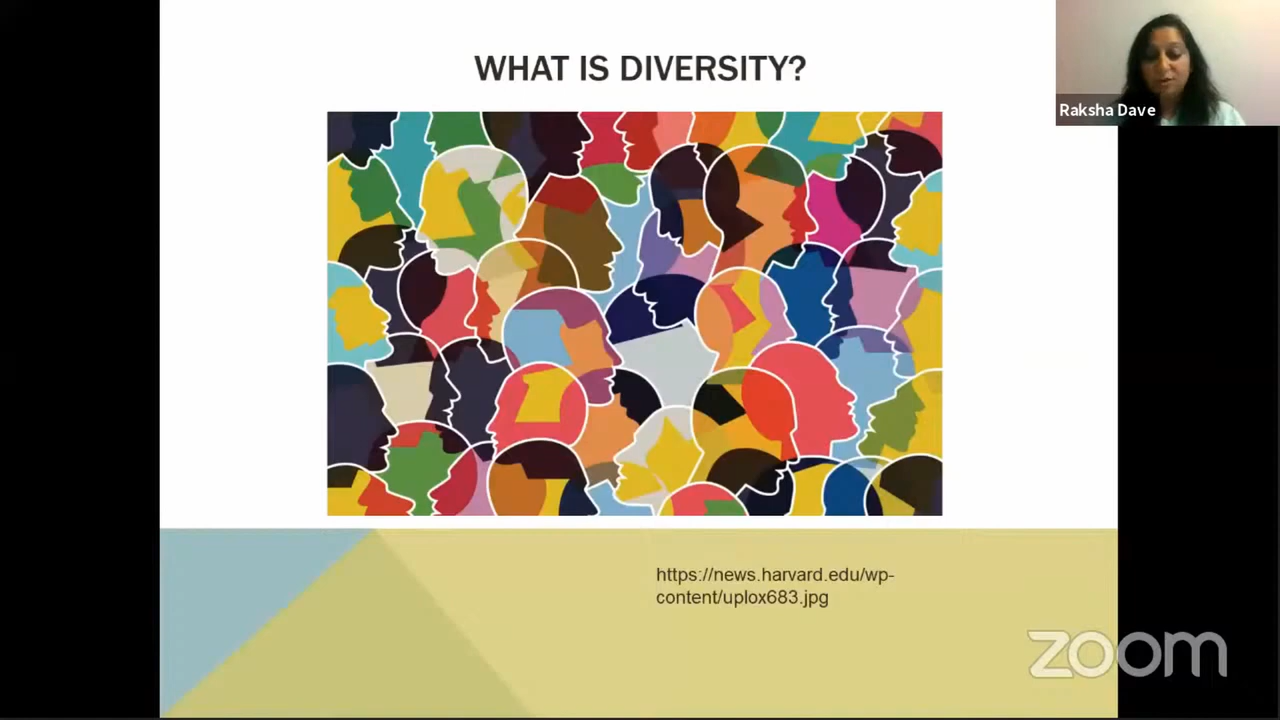 WHAT IS DIVERSITY?
Raksha Dave
https://news.harvard.edu/wp-
content/uplox683.jpg
zoom